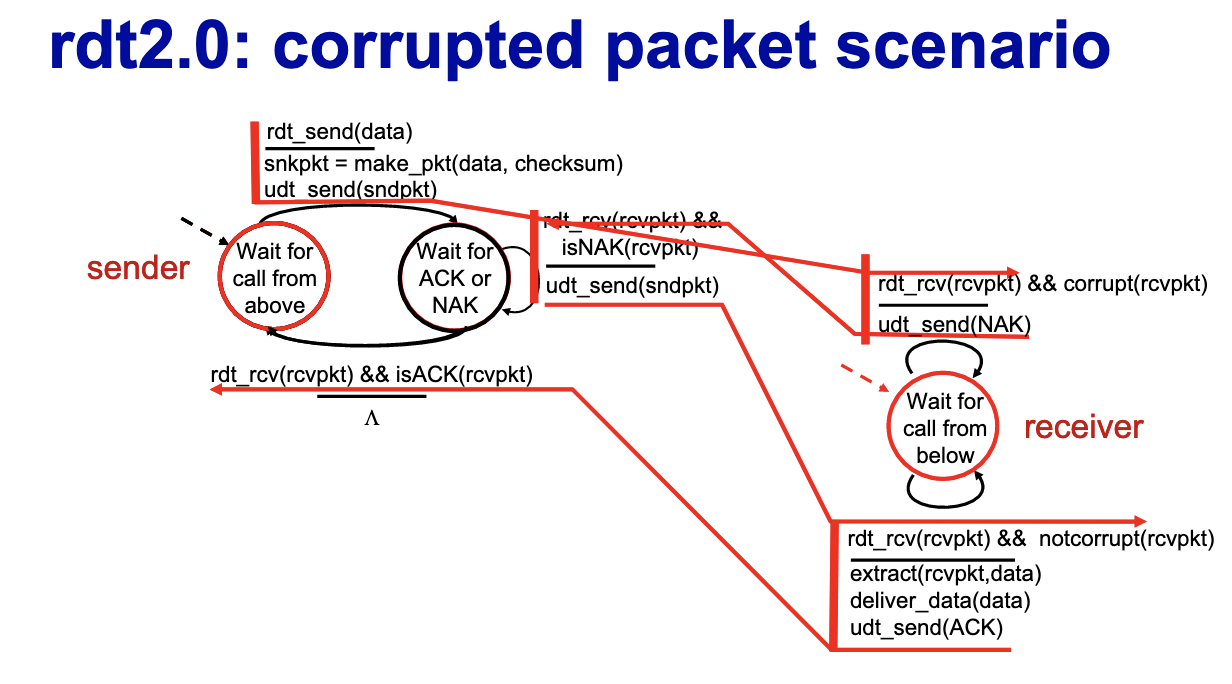 rdt2.0: corrupted packet scenario
rdt_send(data)
snkpkt = make_pkt(data, checksum)
udt_send(sndpkt)
sender
Wait for
call from
above
Wait for
ACK or
NAK
rdt_rcv(rcvpkt) &&
isNAK(rcvpkt)
udt_send(sndpkt)
rdt_rcv(rcvpkt) && isACK(rcvpkt)
Λ
rdt_rcv(rcvpkt) && corrupt(rcvpkt)
udt_send(NAK)
Wait for
call from
below
receiver
rdt_rcv(rcvpkt) && notcorrupt(rcvpkt)
extract(rcvpkt,data)
deliver_data(data)
udt_send(ACK)